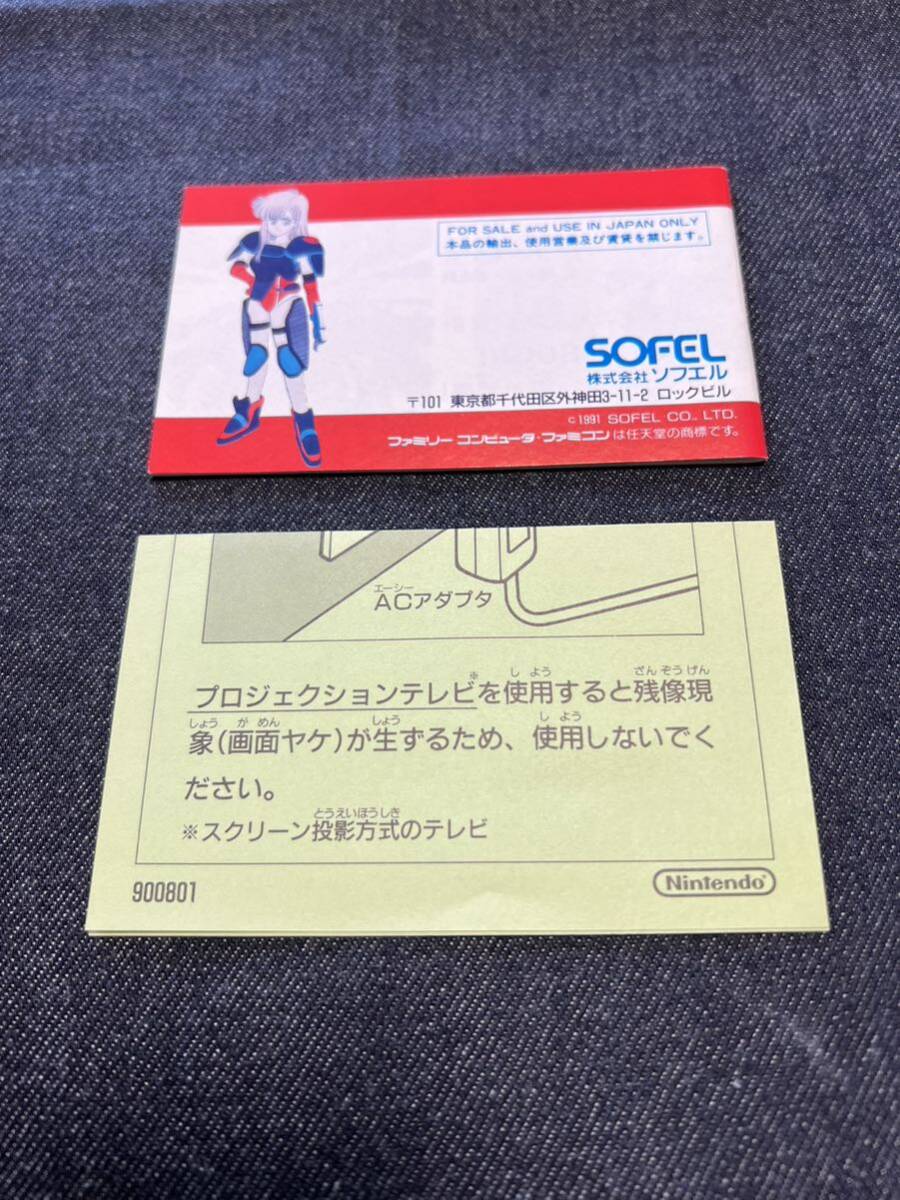 FOR SALE and USE IN JAPAN ONLY
本品の輸出、使用営業及び賃貸を禁じます。
SOFEL
株式会社 ソフエル
〒101 東京都千代田区外神田3-11-2 ロックビル
©1991 SOFEL CO., LTD.
ファミリー コンピュータ・ファミコン は任天堂の商標です。
エーシー
ACアダプタ
※ しよう ざんぞうげん
プロジェクションテレビを使用すると残像現
しょう がめん しょう しよう
象(画面ヤケ)が生ずるため、使用しないでく
ださい。
とうえいほうしき
※スクリーン投影方式のテレビ
900801
Nintendo